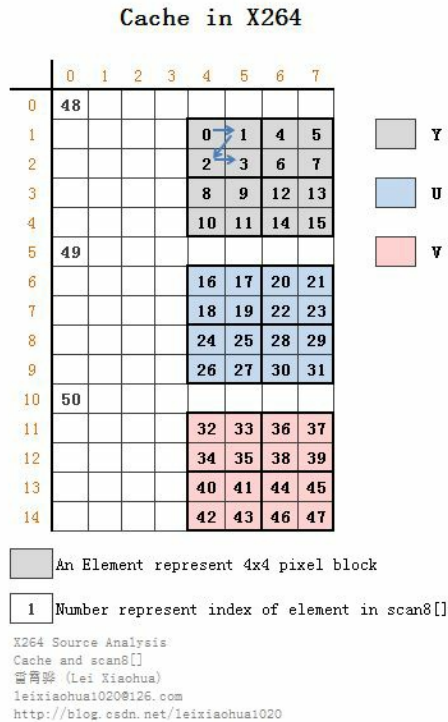 Cache in X264
0 1 2 3 4 5 6 7
0 48
1 0 1 4 5 Y
2 2 3 6 7
3 8 9 12 13 U
4 10 11 14 15 V
5 49
6 16 17 20 21
7 18 19 22 23
8 24 25 28 29
9 26 27 30 31
10 50
11 32 33 36 37
12 34 35 38 39
13 40 41 44 45
14 42 43 46 47
An Element represent 4x4 pixel block
1 Number represent index of element in scan8[]
X264 Source Analysis
Cache and scan8[]
雷霄骅 (Lei Xiaohua)
leixiaohua1020@126.com
http://blog.csdn.net/leixiaohua1020